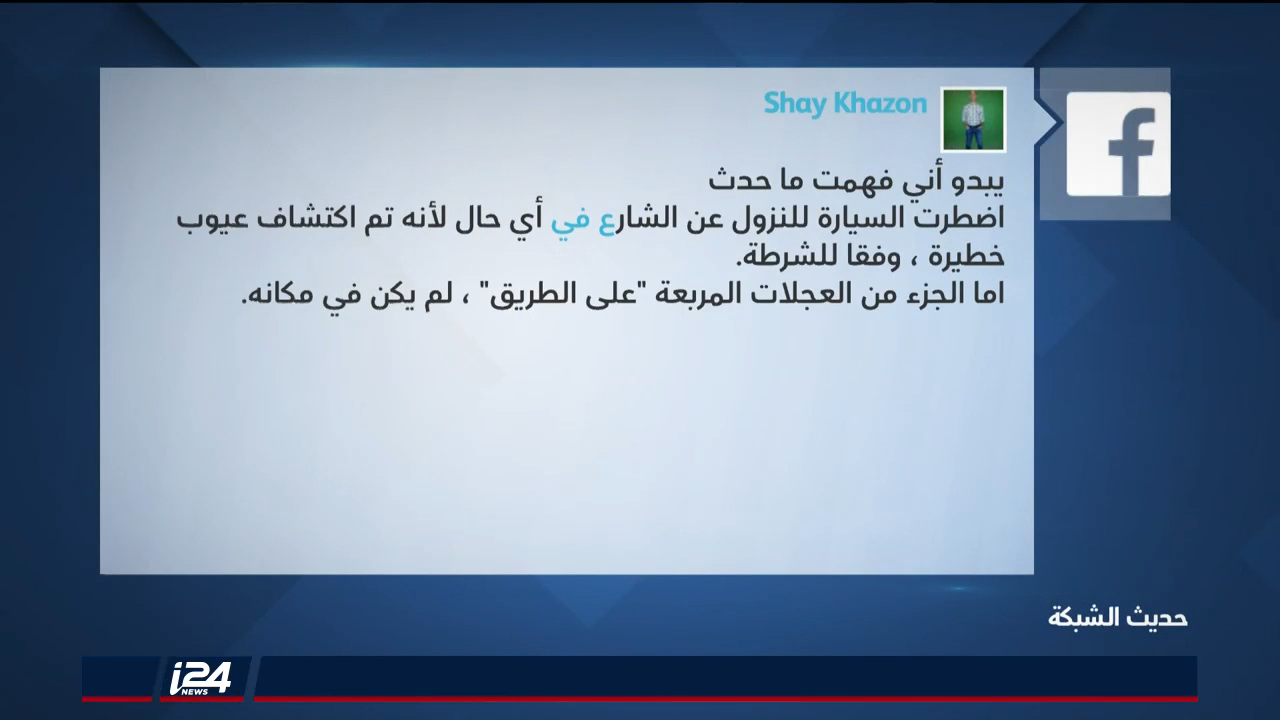 Shay Khazon
يبدو أني فهمت ما حدث
اضطرت السيارة للنزول عن الشارع في أي حال لأنه تم اكتشاف عيوب
خطيرة ، وفقا للشرطة.
اما الجزء من العجلات المربعة "على الطريق" ، لم يكن في مكانه.
حديث الشبكة
i24
NEWS